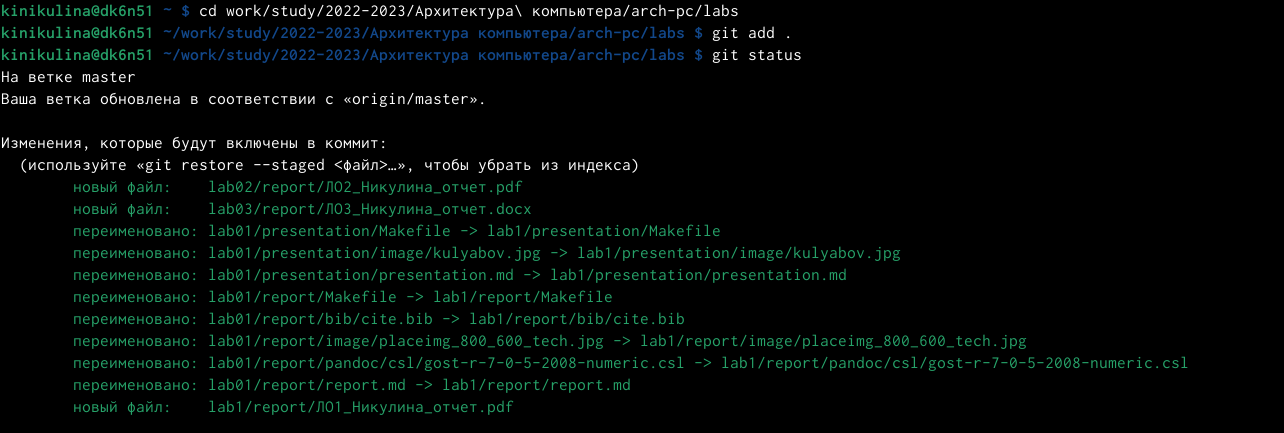 kinikulina@dk6n51 ~ $ cd work/study/2022-2023/Архитектура\ компьютера/arch-pc/labs
kinikulina@dk6n51 ~/work/study/2022-2023/Архитектура компьютера/arch-pc/labs $ git add .
kinikulina@dk6n51 ~/work/study/2022-2023/Архитектура компьютера/arch-pc/labs $ git status
На ветке master
Ваша ветка обновлена в соответствии с «origin/master».
Изменения, которые будут включены в коммит:
(используйте «git restore --staged <файл>…», чтобы убрать из индекса)
новый файл: lab02/report/ЛО2_Никулина_отчет.pdf
новый файл: lab03/report/ЛО3_Никулина_отчет.docx
переименовано: lab01/presentation/Makefile -> lab1/presentation/Makefile
переименовано: lab01/presentation/image/kulyabov.jpg -> lab1/presentation/image/kulyabov.jpg
переименовано: lab01/presentation/presentation.md -> lab1/presentation/presentation.md
переименовано: lab01/report/Makefile -> lab1/report/Makefile
переименовано: lab01/report/bib/cite.bib -> lab1/report/bib/cite.bib
переименовано: lab01/report/image/placeimg_800_600_tech.jpg -> lab1/report/image/placeimg_800_600_tech.jpg
переименовано: lab01/report/pandoc/csl/gost-r-7-0-5-2008-numeric.csl -> lab1/report/pandoc/csl/gost-r-7-0-5-2008-numeric.csl
переименовано: lab01/report/report.md -> lab1/report/report.md
новый файл: lab1/report/ЛО1_Никулина_отчет.pdf